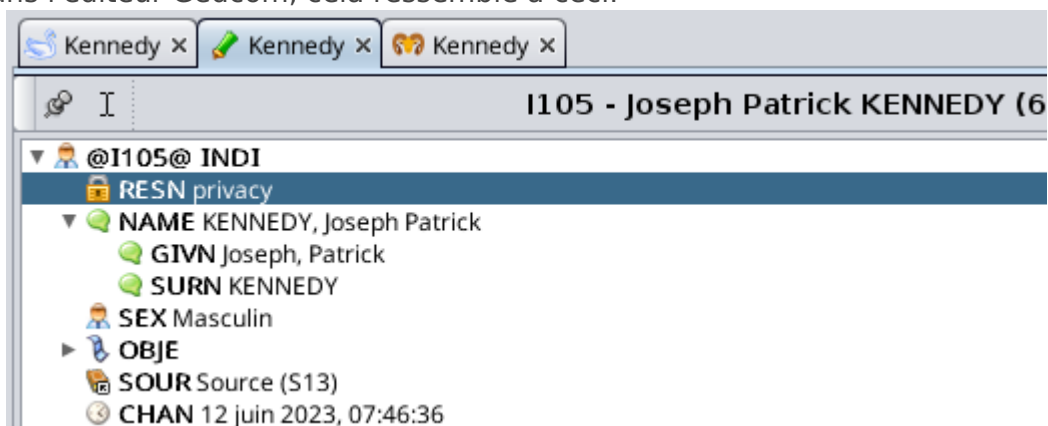 Kennedy × Kennedy × Kennedy ×
I105 - Joseph Patrick KENNEDY (6
@I105@ INDI
RESN privacy
NAME KENNEDY, Joseph Patrick
GIVN Joseph, Patrick
SURN KENNEDY
SEX Masculin
OBJE
SOUR Source (S13)
CHAN 12 juin 2023, 07:46:36